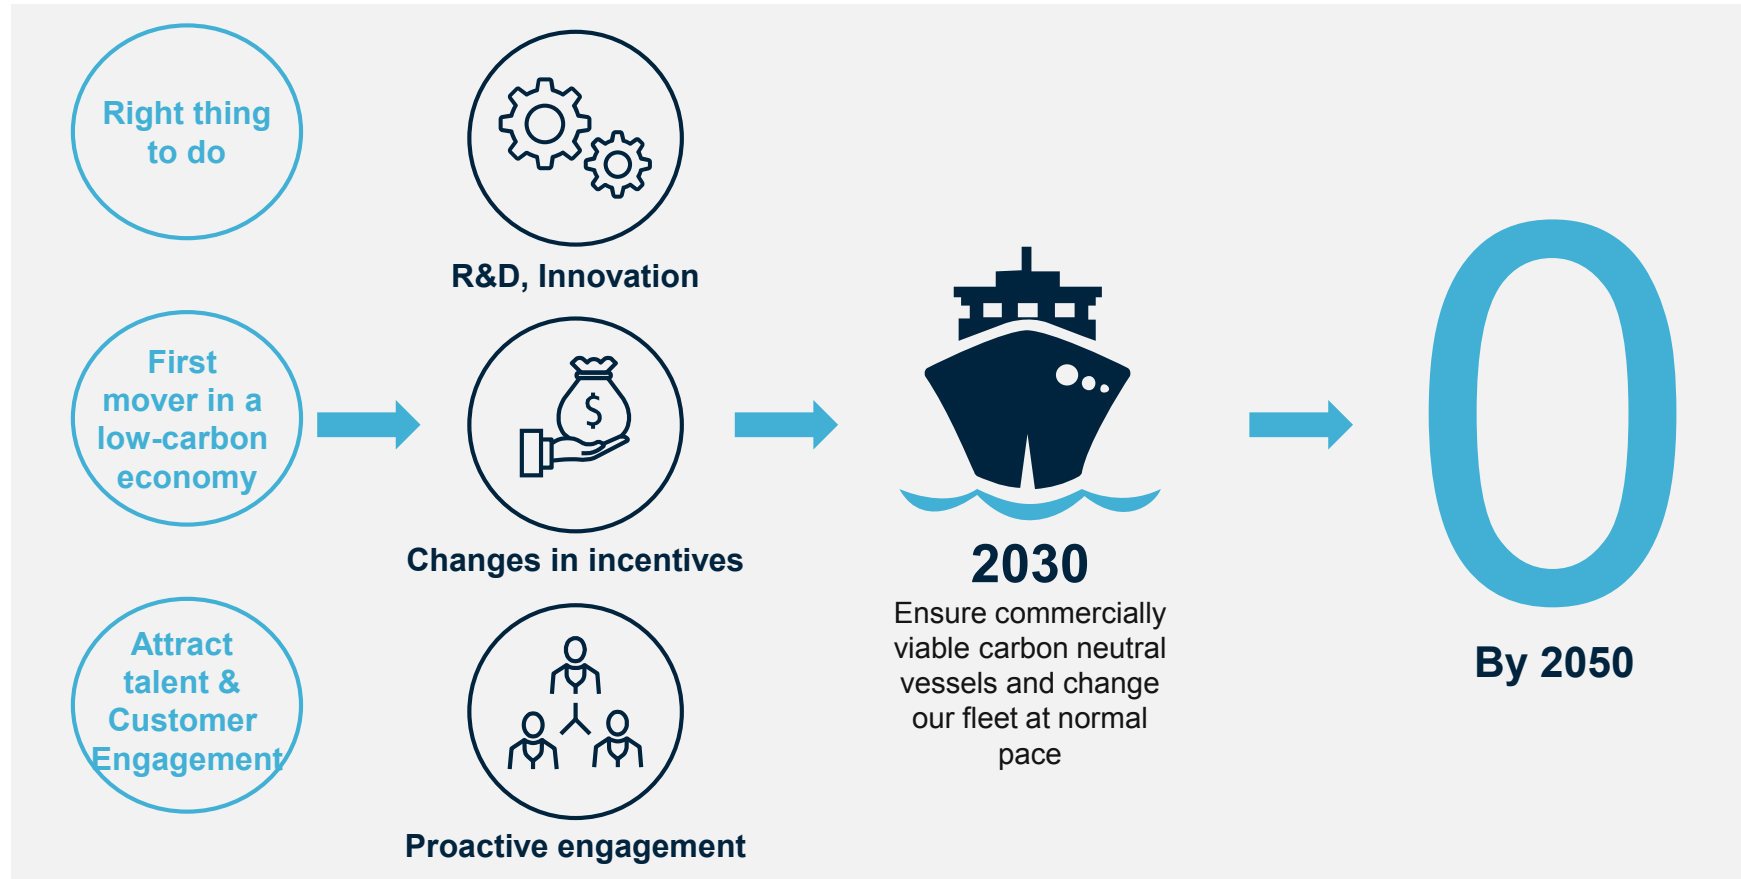 Right thing
to do
R&D, Innovation
First
mover in a
low-carbon
economy
$
Changes in incentives
Attract
talent &
Customer
Engagement
Proactive engagement
2030
Ensure commercially
viable carbon neutral
vessels and change
our fleet at normal
pace
0
By 2050